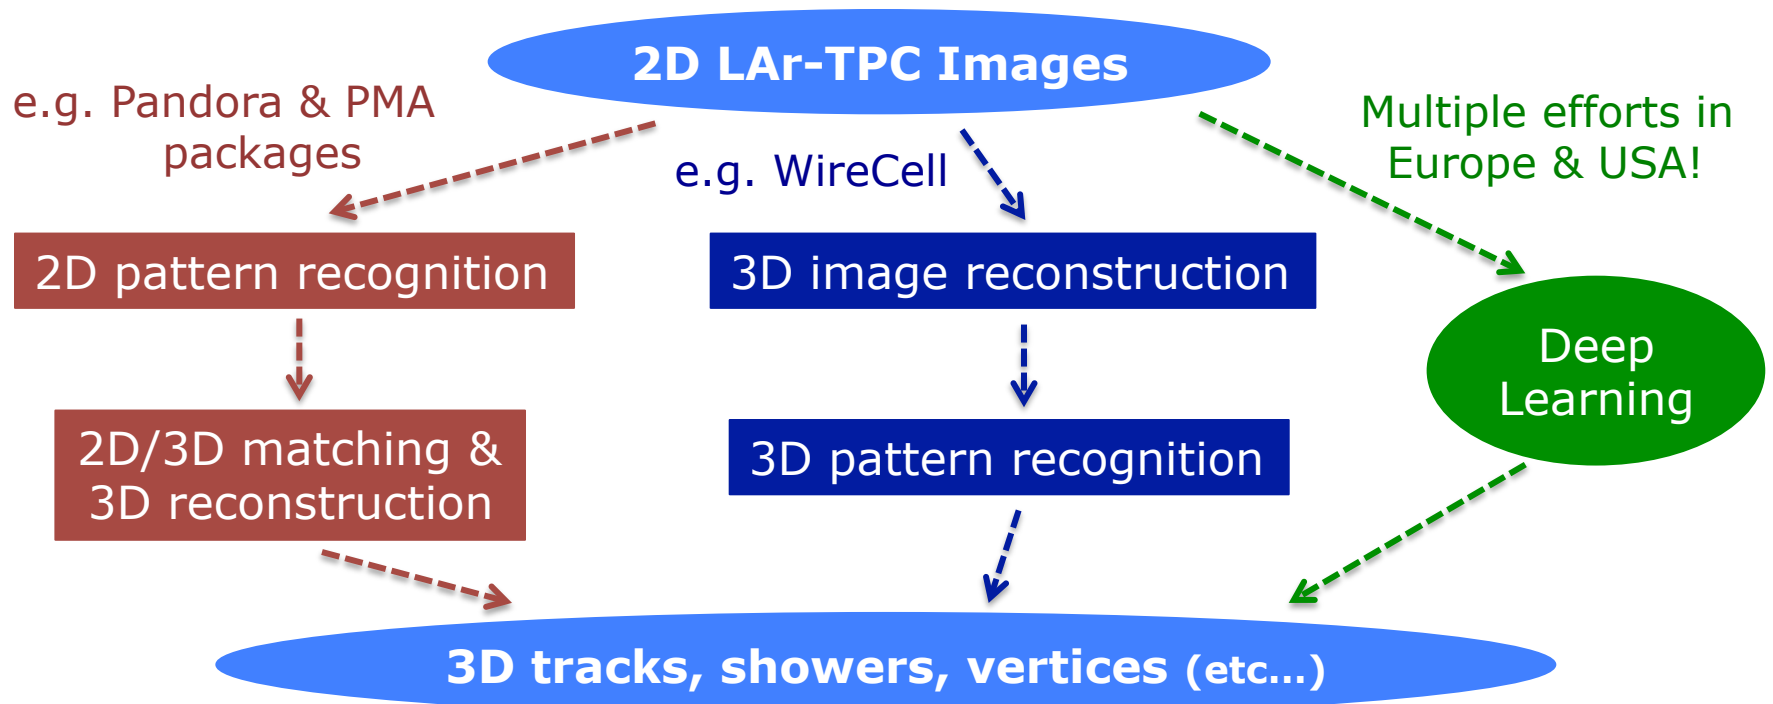 2D LAr-TPC Images
e.g. Pandora & PMA
packages
e.g. WireCell
Multiple efforts in
Europe & USA!
2D pattern recognition
3D image reconstruction
Deep
Learning
2D/3D matching &
3D reconstruction
3D pattern recognition
3D tracks, showers, vertices (etc...)